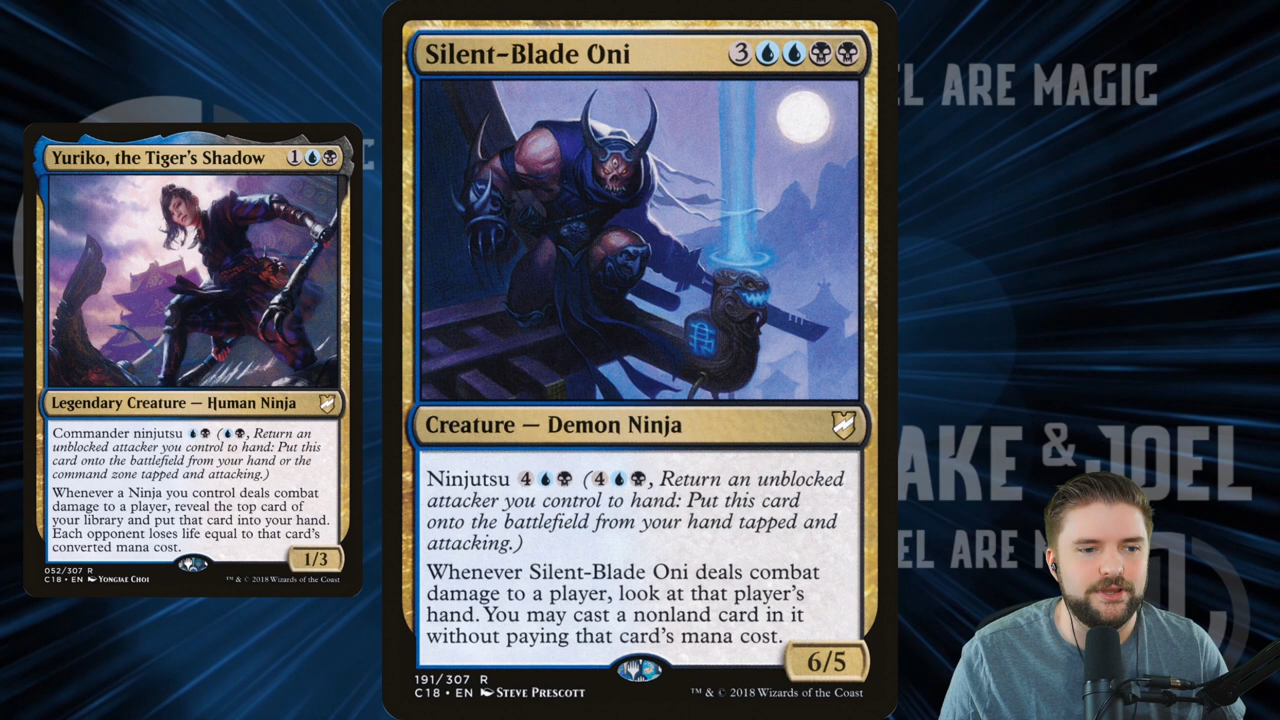 Yuriko, the Tiger's Shadow 1
Legendary Creature — Human Ninja
Commander ninjutsu (, Return an
unblocked attacker you control to hand: Put this
card onto the battlefield from your hand or the
command zone tapped and attacking.)
Whenever a Ninja you control deals combat
damage to a player, reveal the top card of
your library and put that card into your hand.
Each opponent loses life equal to that card's
converted mana cost.
1/3
052/307 R
C18 • EN Yongjae Choi
™ & © 2018 Wizards of the Coast
Silent-Blade Oni 3
Creature — Demon Ninja
Ninjutsu 4 (4, Return an unblocked
attacker you control to hand: Put this card
onto the battlefield from your hand tapped and
attacking.)
Whenever Silent-Blade Oni deals combat
damage to a player, look at that player's
hand. You may cast a nonland card in it
without paying that card's mana cost.
6/5
191/307 R
C18 • EN Steve Prescott
™ & © 2018 Wizards of the Coast
EL ARE MAGIC
AKE & JOEL
EL ARE M